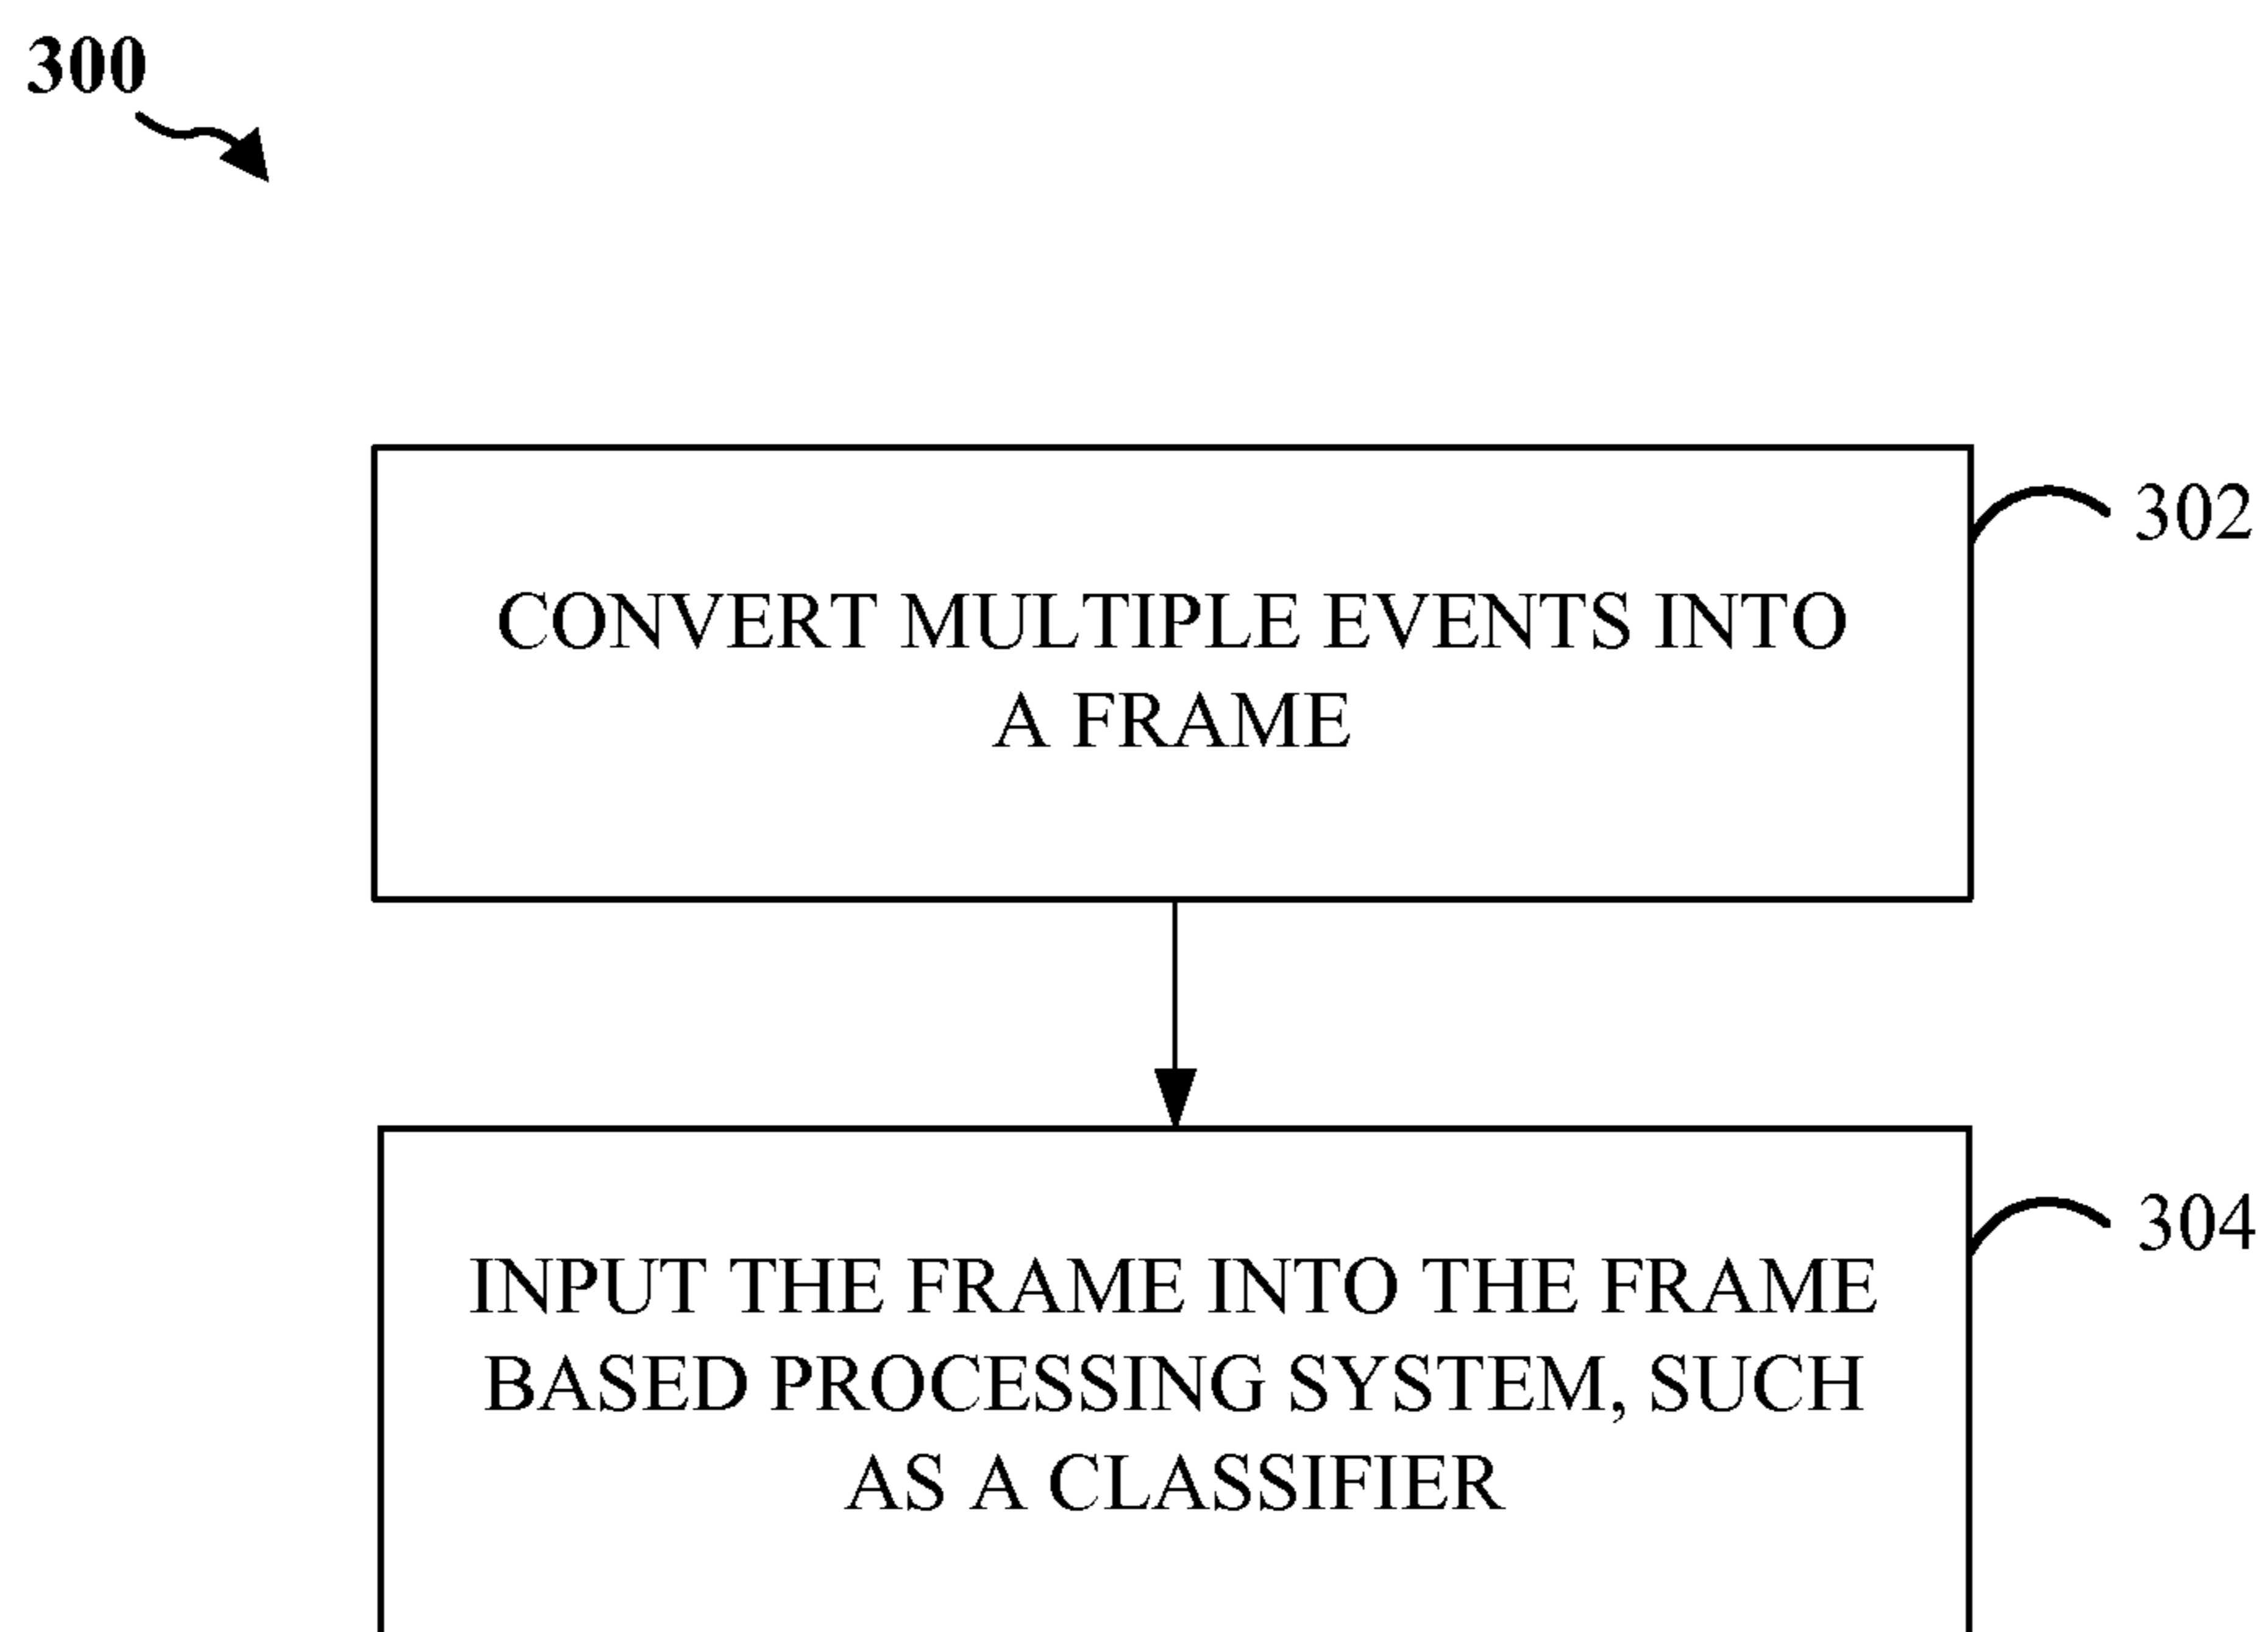 300
302
CONVERT MULTIPLE EVENTS INTO
A FRAME
304
INPUT THE FRAME INTO THE FRAME
BASED PROCESSING SYSTEM, SUCH
AS A CLASSIFIER